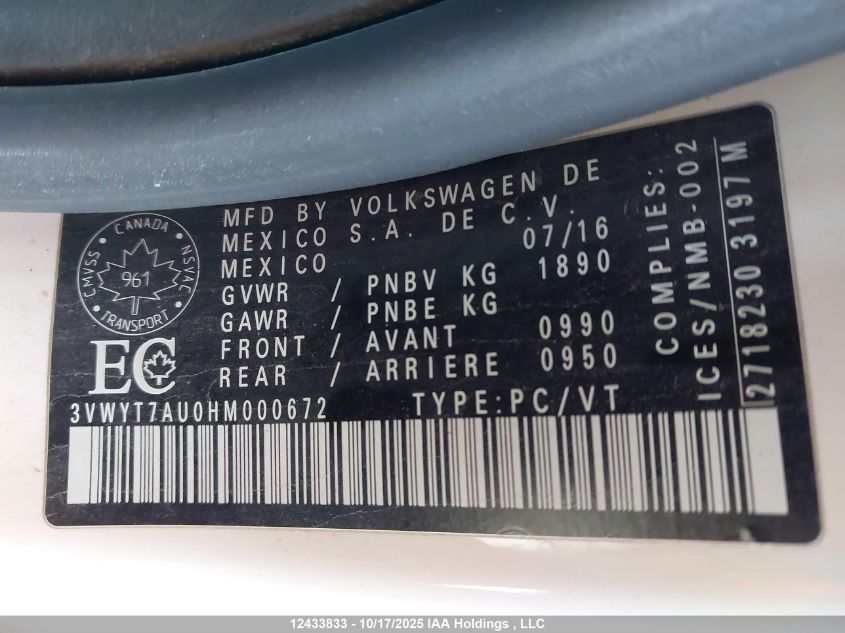 MFD BY VOLKSWAGEN DE
MEXICO S.A. DE C.V.
MEXICO 07/16
GVWR / PNBV KG 1890
GAWR / PNBE KG
FRONT / AVANT 0990
REAR / ARRIERE 0950
CANADA
CMVSS NSVAC
961
TRANSPORT
EC
3VWYT7AU0HM000672 TYPE:PC/VT
COMPLIES:
ICES/NMB-002
2718230 3197 M
12433833 - 10/17/2025 IAA Holdings , LLC